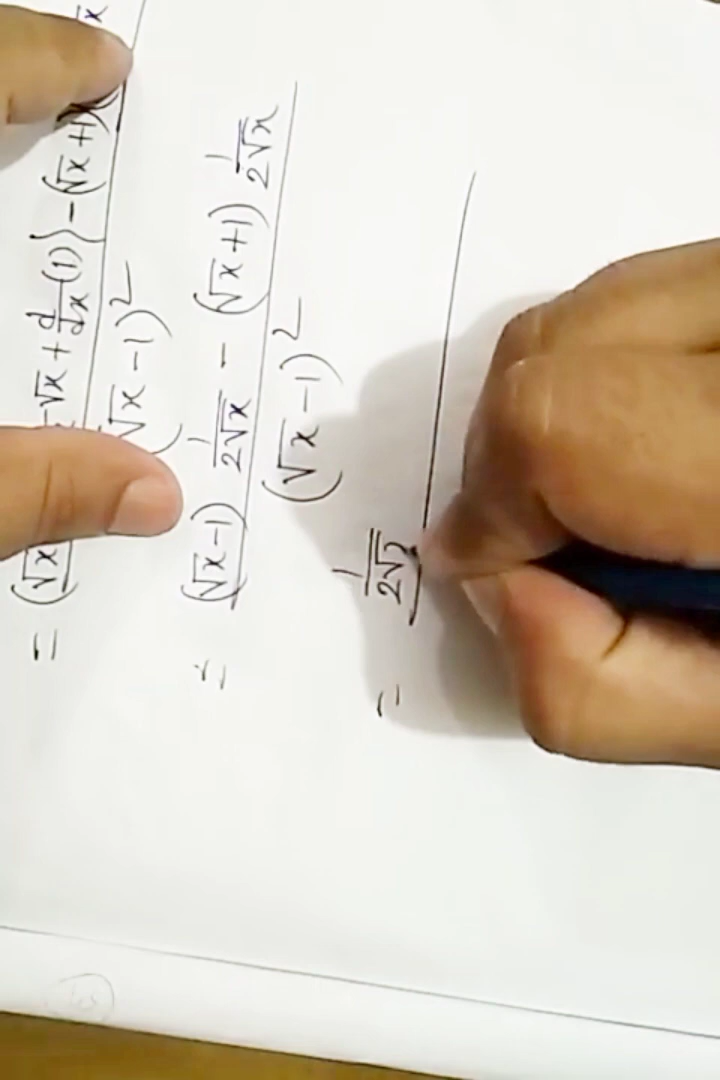 = (√x √x + d/dx (1)} - (√x + 1)( x / √x - 1)²
= (√x - 1) 1/2√x - (√x + 1) 1/2√x / (√x - 1)²
= 1/2√